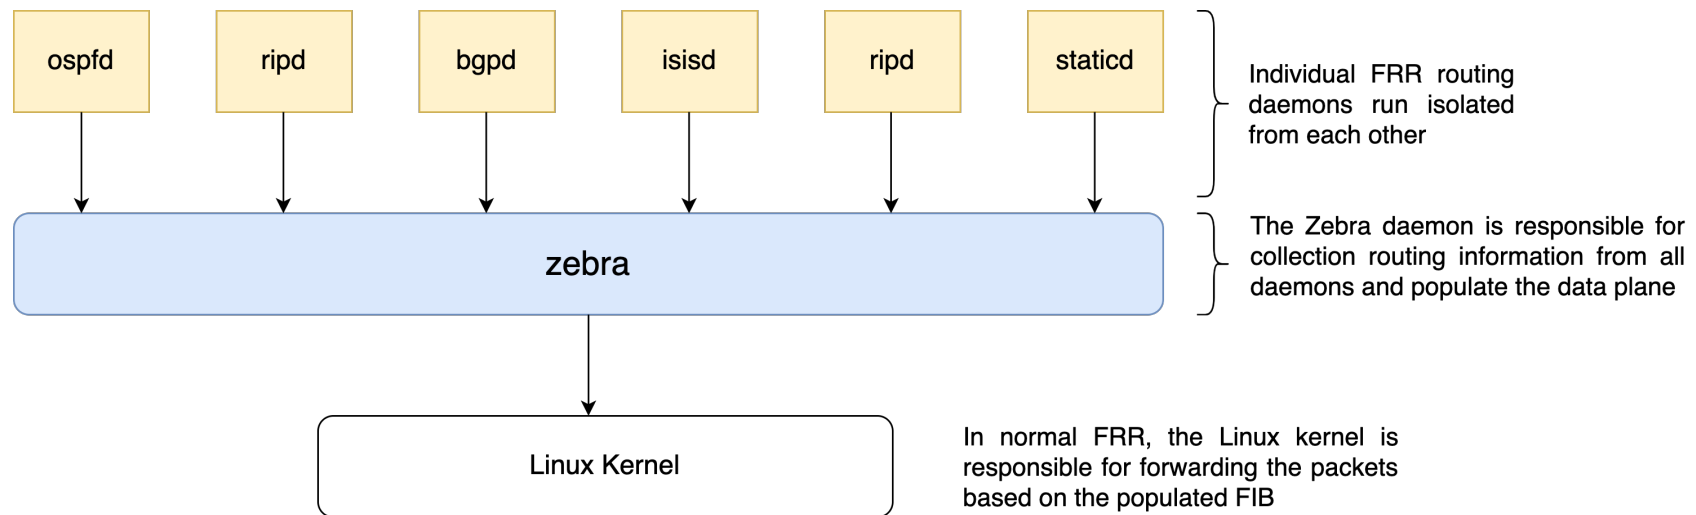 ospfd
ripd
bgpd
isisd
ripd
staticd
Individual FRR routing
daemons run isolated
from each other
zebra
The Zebra daemon is responsible for
collection routing information from all
daemons and populate the data plane
Linux Kernel
In normal FRR, the Linux kernel is
responsible for forwarding the packets
based on the populated FIB